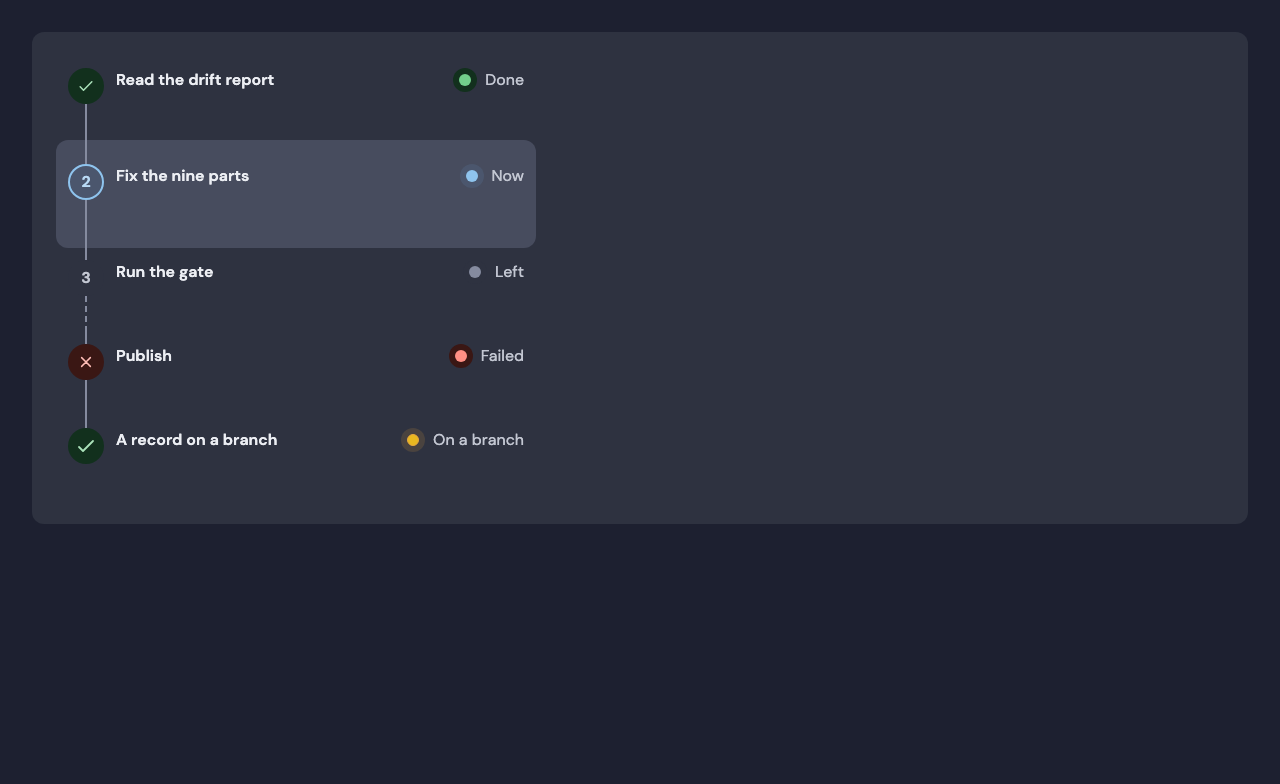 Read the drift report Done
2 Fix the nine parts Now
3 Run the gate Left
Publish Failed
A record on a branch On a branch